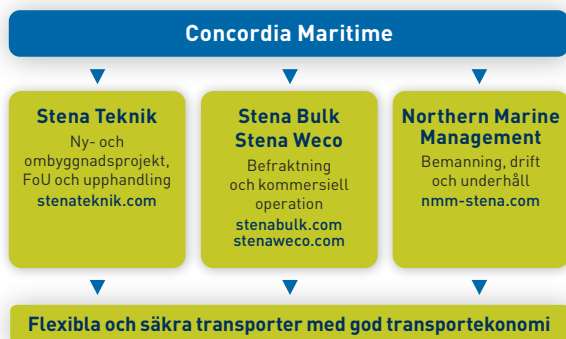 Concordia Maritime
Stena Teknik
Ny- och
ombyggnadsprojekt,
FoU och upphandling
stenateknik.com
Stena Bulk
Stena Weco
Befraktning
och kommersiell
operation
stenabulk.com
stenaweco.com
Northern Marine
Management
Bemanning, drift
och underhåll
nmm-stena.com
Flexibla och säkra transporter med god transportekonomi